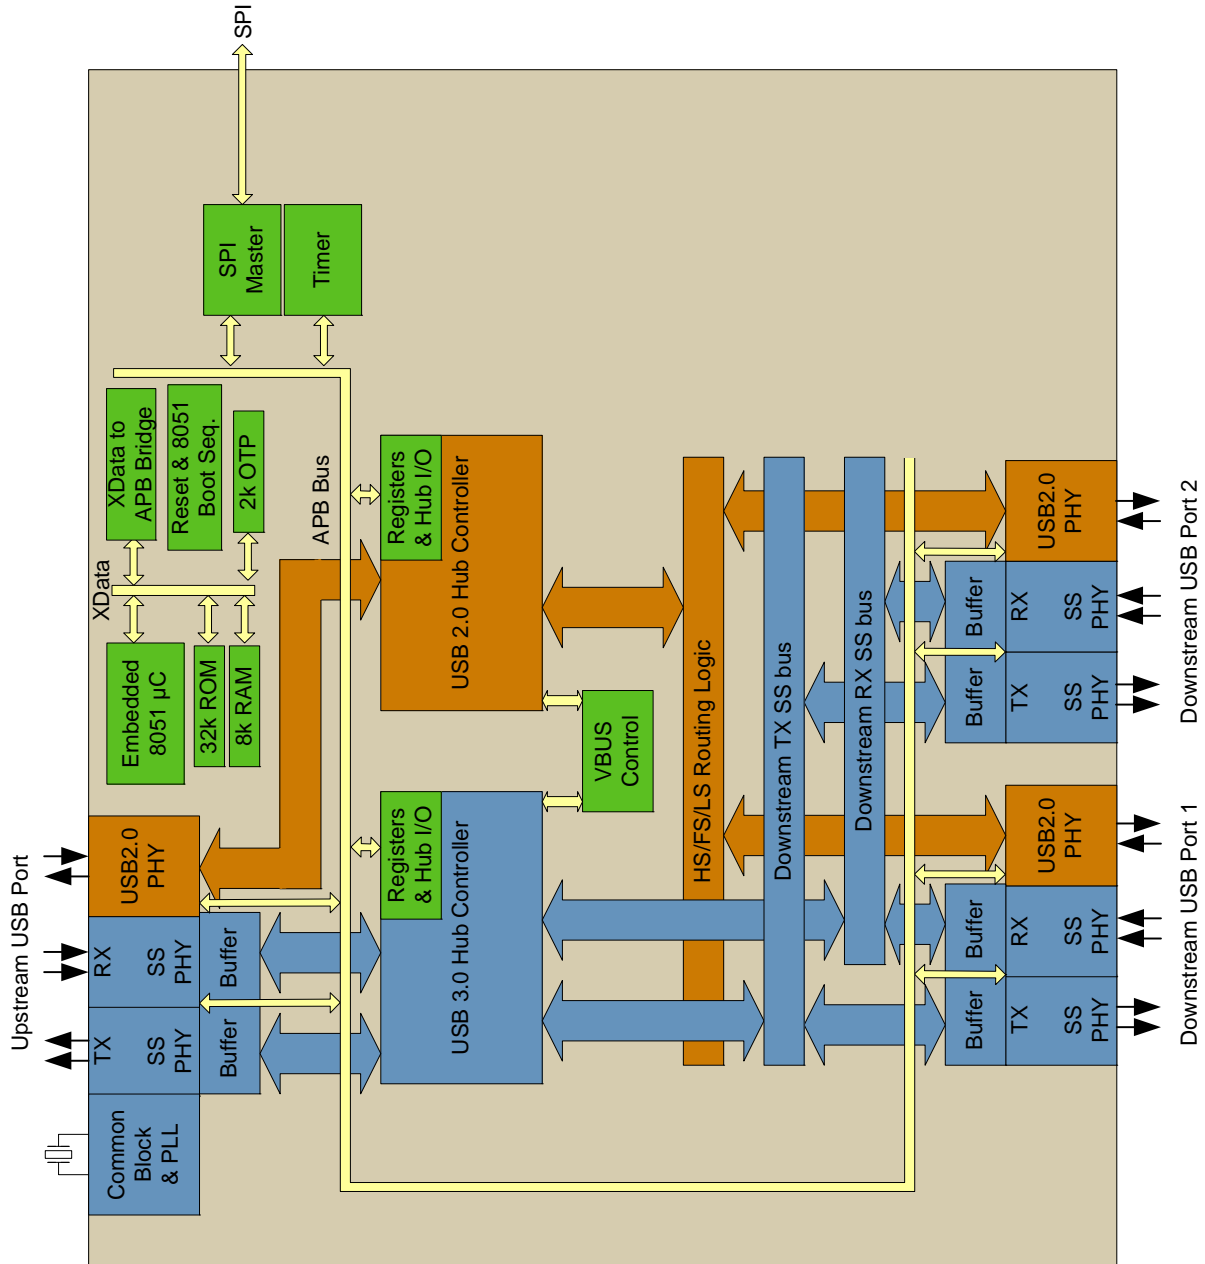 SPI
SPI
Master
Timer
XData to
APB Bridge
Reset & 8051
Boot Seq.
2k OTP
APB Bus
XData
Embedded
8051 µC
32k ROM
8k RAM
Registers
& Hub I/O
USB 2.0 Hub Controller
VBUS
Control
Registers
& Hub I/O
USB 3.0 Hub Controller
Upstream USB Port
USB2.0
PHY
RX
SS
PHY
Buffer
TX
SS
PHY
Buffer
Common
Block
& PLL
HS/FS/LS Routing Logic
Downstream TX SS bus
Downstream RX SS bus
USB2.0
PHY
Buffer
RX
SS
PHY
Buffer
TX
SS
PHY
Downstream USB Port 2
USB2.0
PHY
Buffer
RX
SS
PHY
Buffer
TX
SS
PHY
Downstream USB Port 1